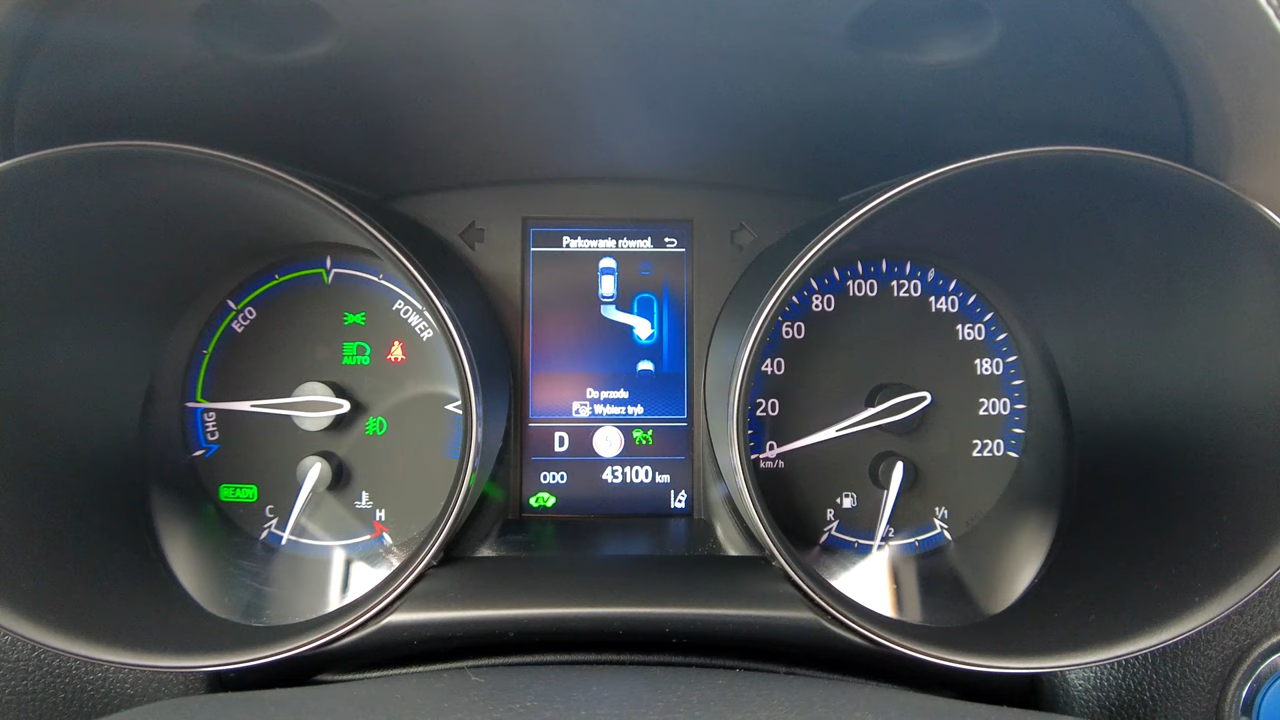 Parkowanie równol.
Do przodu
: Wybierz tryb
D
ODO 43100 km
EV
ECO
POWER
CHG
AUTO
READY
C
H
0
20
40
60
80
100
120
140
160
180
200
220
km/h
R
1/2
1/1